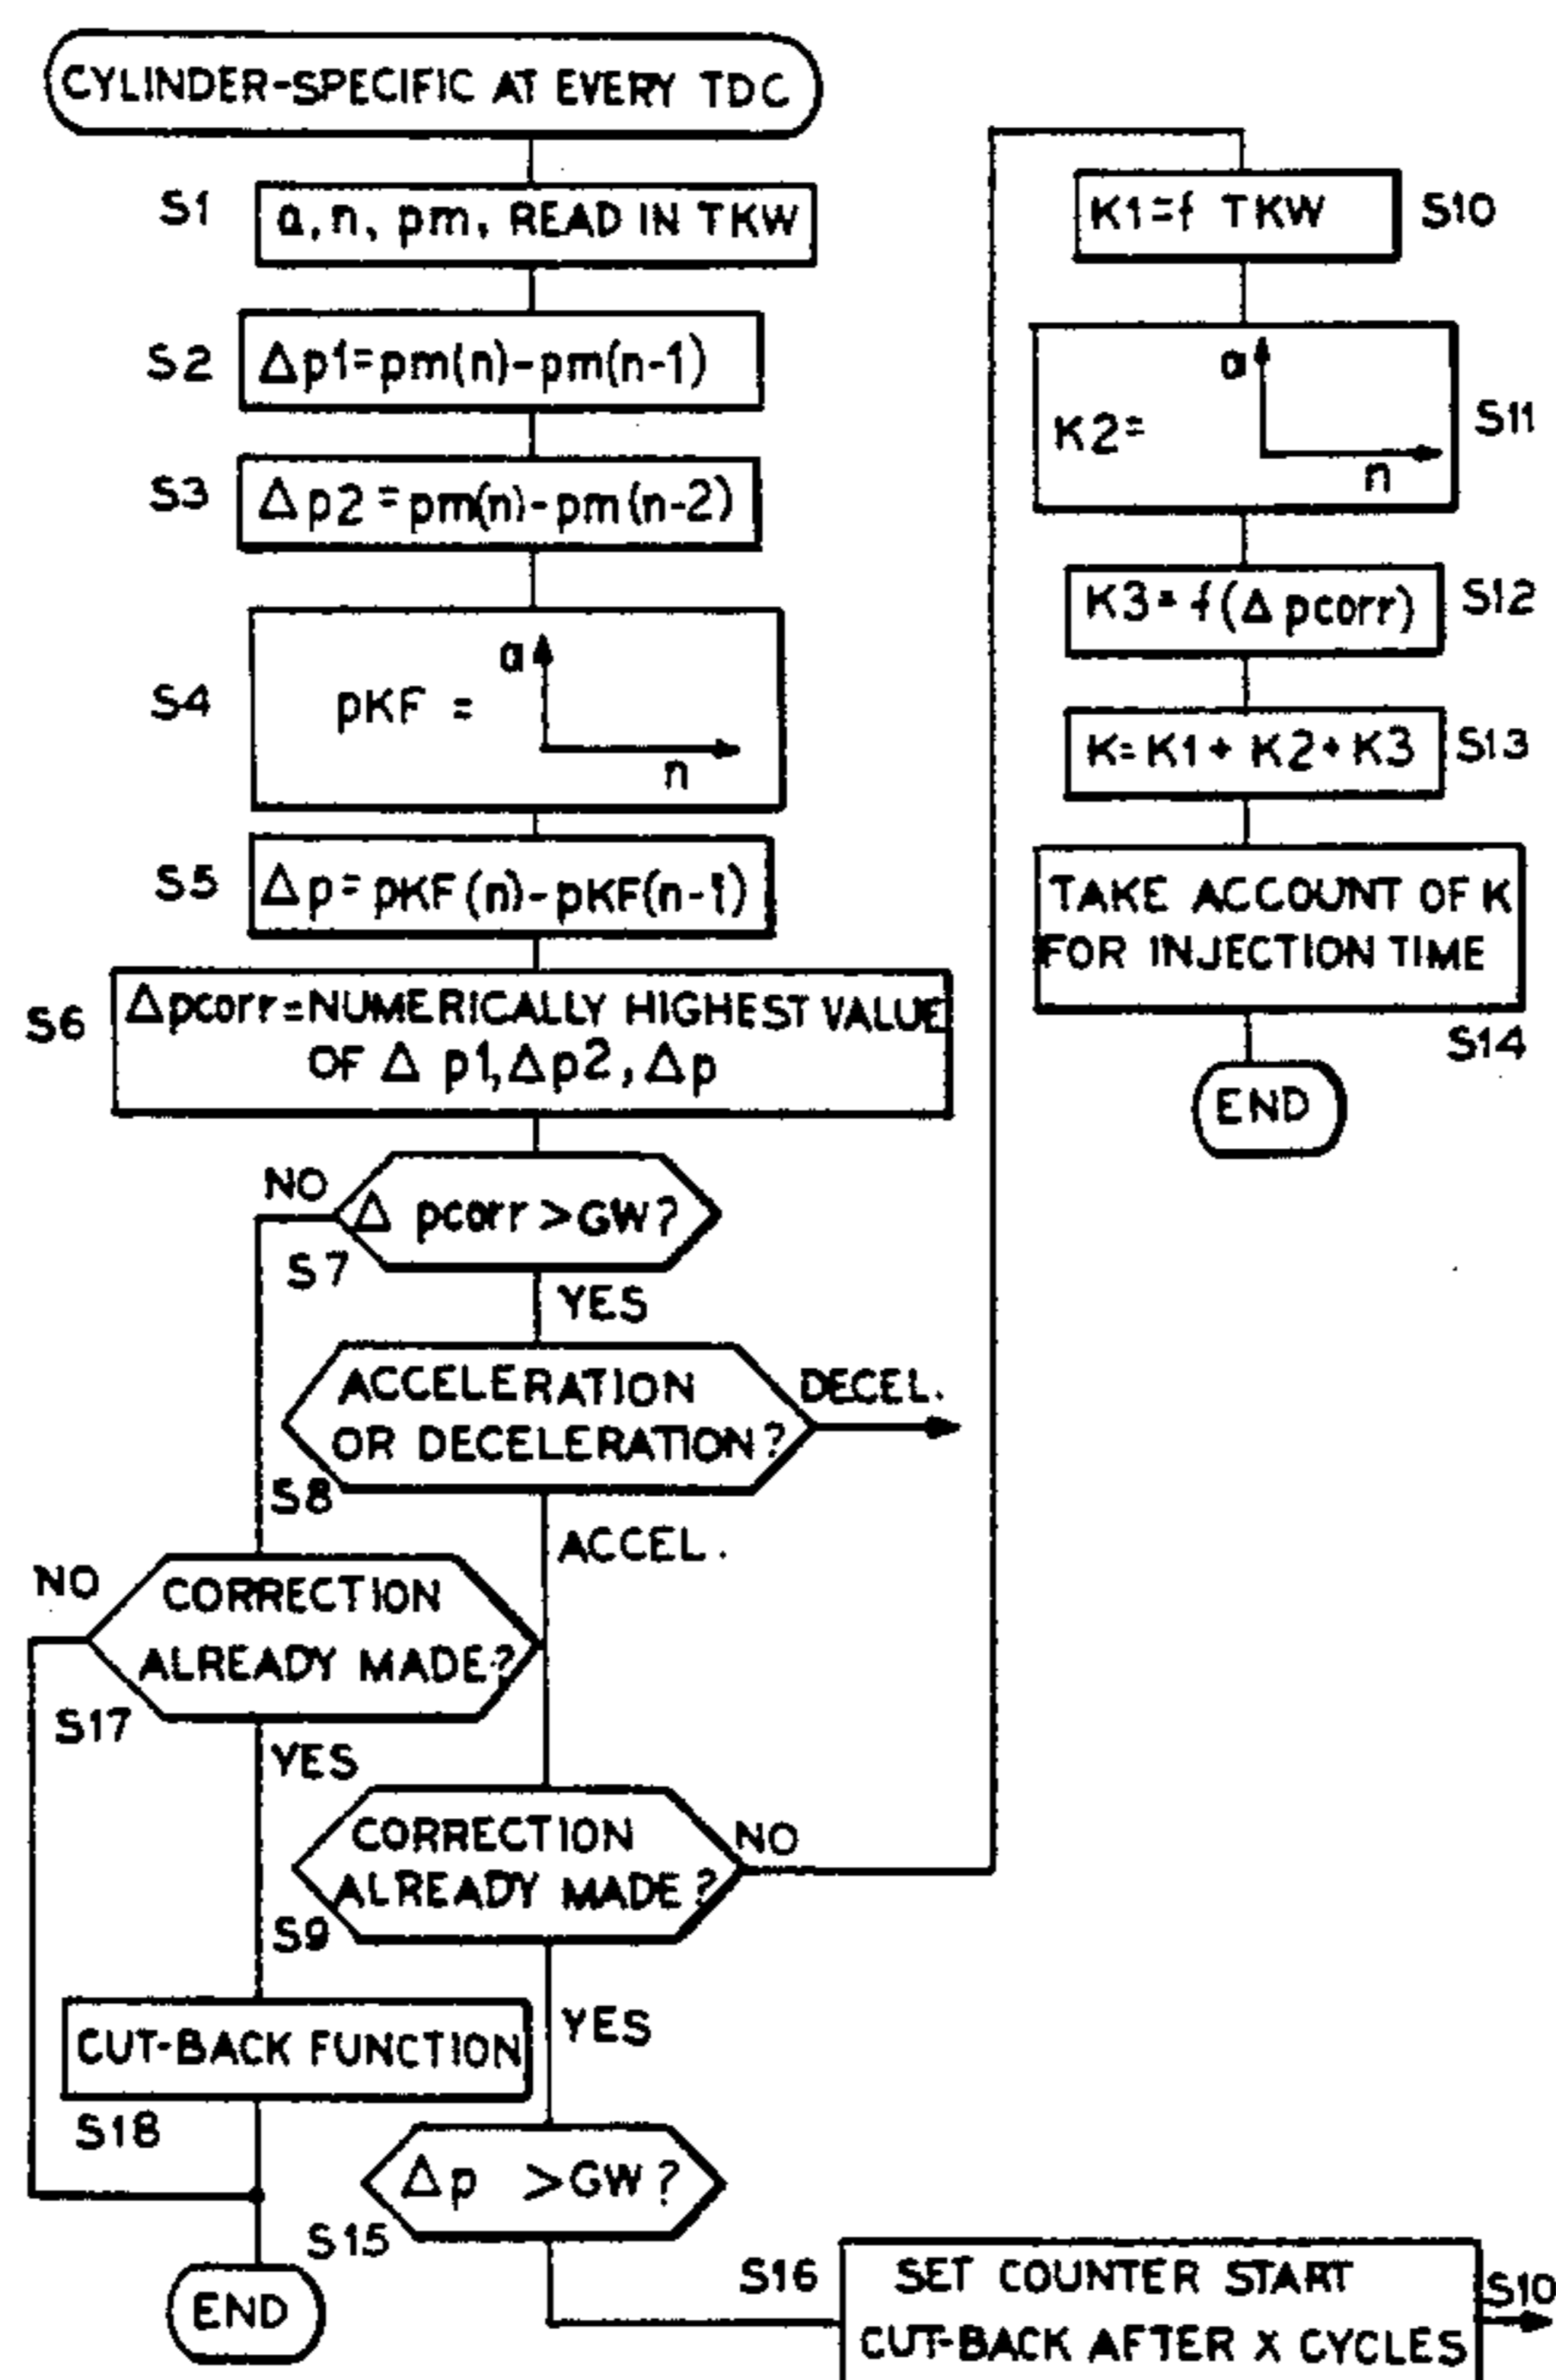 CYLINDER-SPECIFIC AT EVERY TDC
S1
a, n, pm, READ IN TKW
S2
Δp1=pm(n)-pm(n-1)
S3
Δp2=pm(n)-pm(n-2)
S4
pKF =
a
n
S5
Δp=pKF(n)-pKF(n-1)
S6
Δpcorr=NUMERICALLY HIGHEST VALUE
OF Δ p1, Δp2, Δp
NO
Δ pcorr >GW?
S7
YES
ACCELERATION
OR DECELERATION?
DECEL.
S8
ACCEL.
NO
CORRECTION
ALREADY MADE?
S17
YES
CORRECTION
ALREADY MADE?
NO
S9
YES
CUT-BACK FUNCTION
S18
Δp >GW?
S15
END
S16
SET COUNTER START
CUT-BACK AFTER X CYCLES
S10
K1=f TKW
S10
K2=
a
n
S11
K3=f(Δ pcorr)
S12
K=K1+K2+K3
S13
TAKE ACCOUNT OF K
FOR INJECTION TIME
S14
END